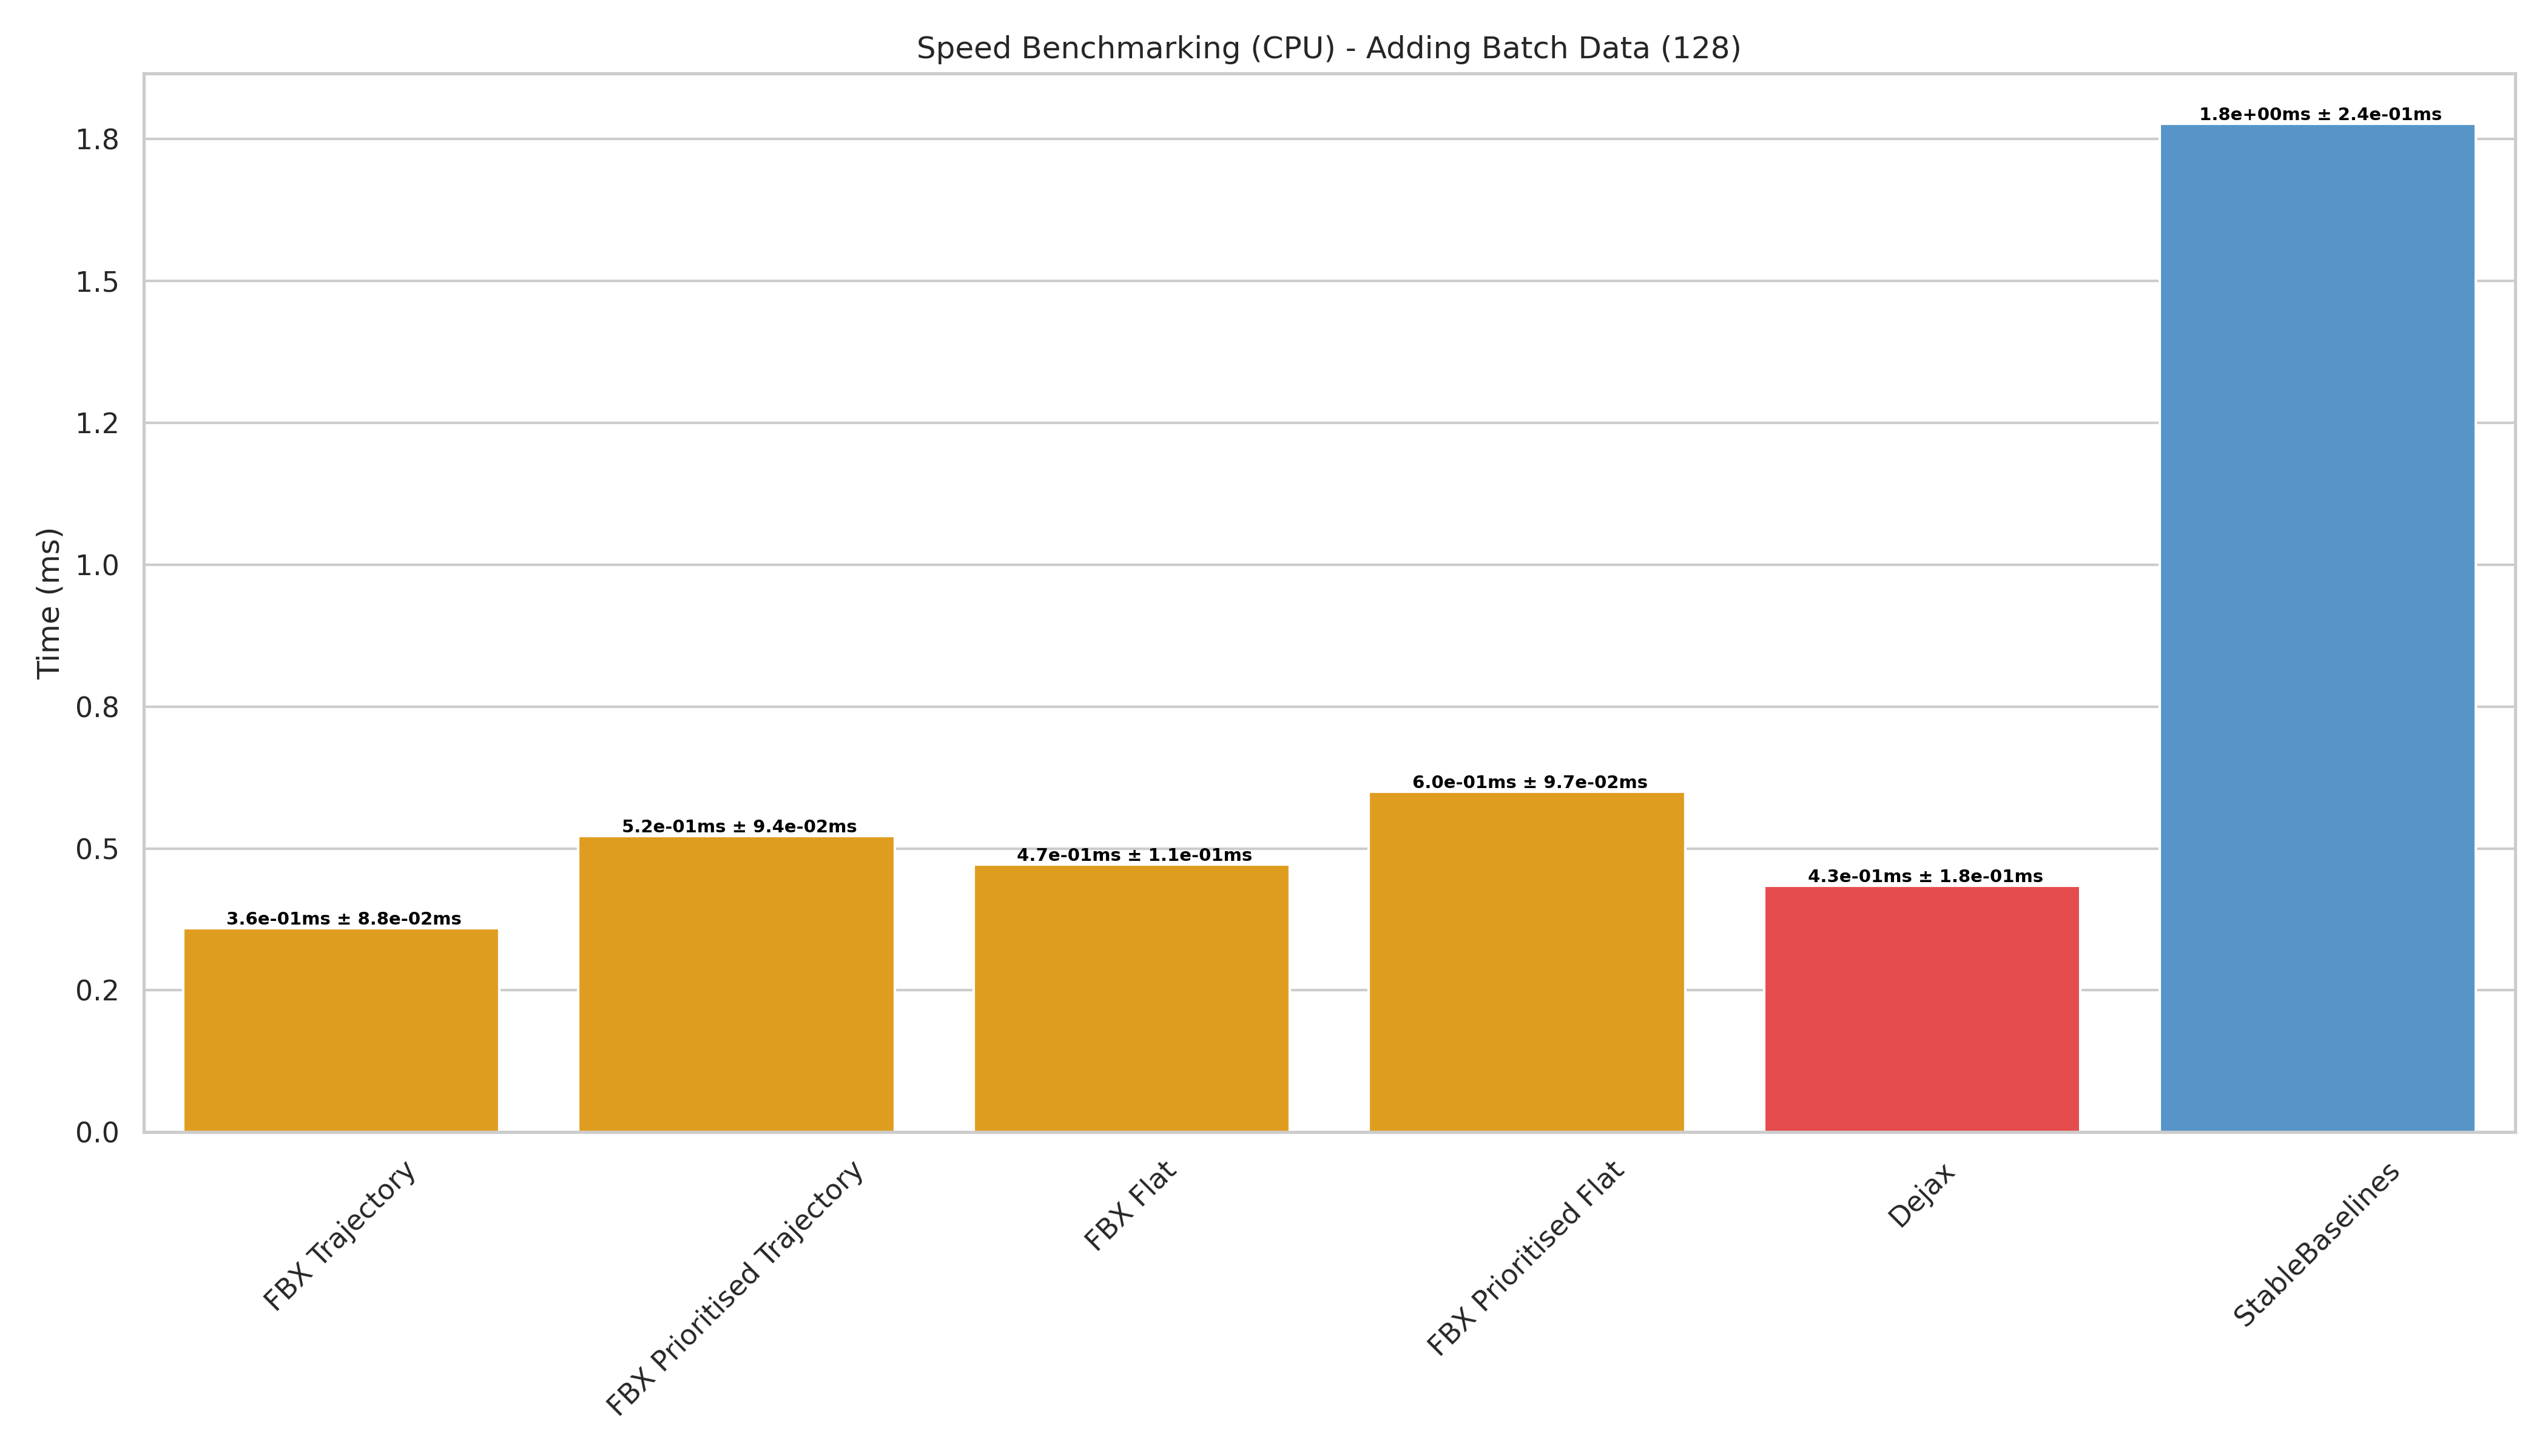 Speed Benchmarking (CPU) - Adding Batch Data (128)
Time (ms)
1.8
1.5
1.2
1.0
0.8
0.5
0.2
0.0
3.6e-01ms ± 8.8e-02ms
5.2e-01ms ± 9.4e-02ms
4.7e-01ms ± 1.1e-01ms
6.0e-01ms ± 9.7e-02ms
4.3e-01ms ± 1.8e-01ms
1.8e+00ms ± 2.4e-01ms
FBX Trajectory
FBX Prioritised Trajectory
FBX Flat
FBX Prioritised Flat
Dejax
StableBaselines